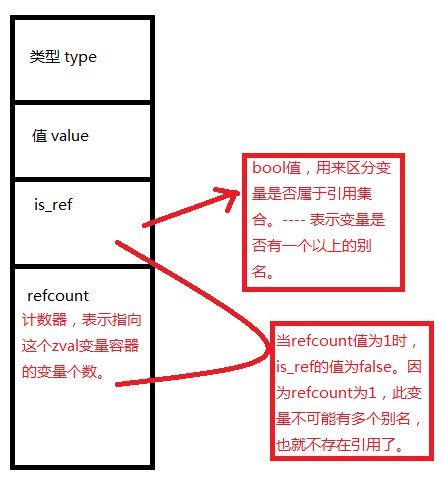 类型 type
值 value
is_ref
refcount
计数器，表示指向
这个zval变量容器
的变量个数。
bool值，用来区分变
量是否属于引用集
合。---- 表示变量是
否有一个以上的别
名。
当refcount值为1时，
is_ref的值为false。因
为refcount为1，此变
量不可能有多个别名，
也就不存在引用了。